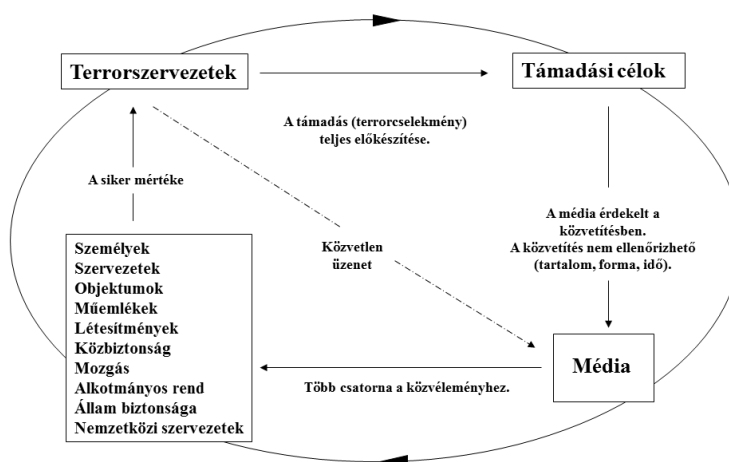 Terrorszervezetek
Támadási célok
A támadás (terrorcselekmény)
teljes előkészítése.
A siker mértéke
A média érdekelt a
közvetítésben.
A közvetítés nem ellenőrizhető
(tartalom, forma, idő).
Közvetlen
üzenet
Személyek
Szervezetek
Objektumok
Műemlékek
Létesítmények
Közbiztonság
Mozgás
Alkotmányos rend
Állam biztonsága
Nemzetközi szervezetek
Média
Több csatorna a közvéleményhez.